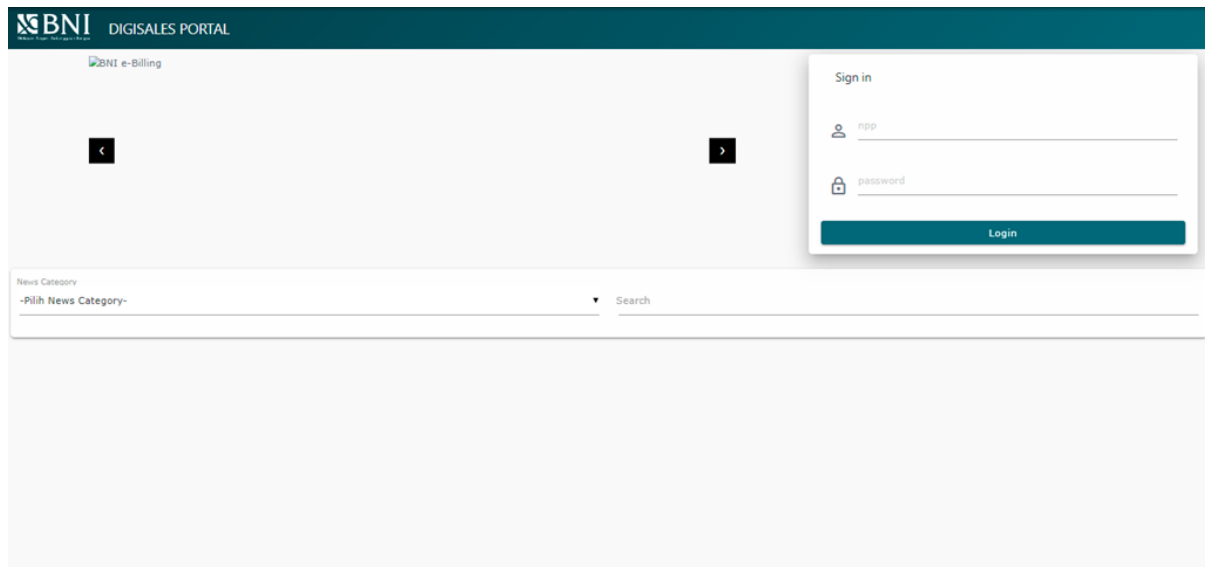 BNI DIGISALES PORTAL
BNI e-Billing
Sign in
npp
password
Login
News Category
-Pilih News Category-
Search